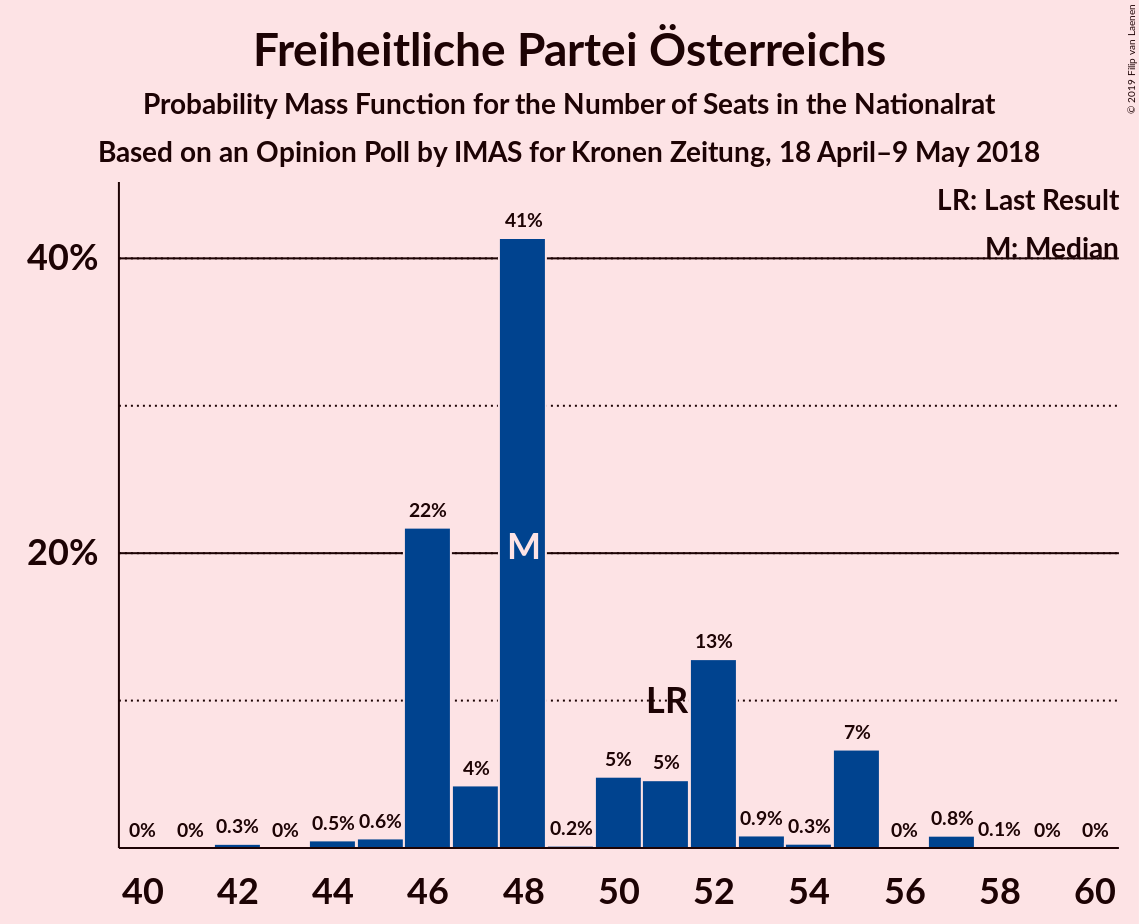 Freiheitliche Partei Österreichs
Probability Mass Function for the Number of Seats in the Nationalrat
Based on an Opinion Poll by IMAS for Kronen Zeitung, 18 April–9 May 2018
© 2019 Filip van Laenen
LR: Last Result
M: Median
40%
20%
0% 0% 0.3% 0% 0.5% 0.6% 22% 4% 41% 0.2% 5% 5% 13% 0.9% 0.3% 7% 0% 0.8% 0.1% 0% 0%
M
LR
40 42 44 46 48 50 52 54 56 58 60